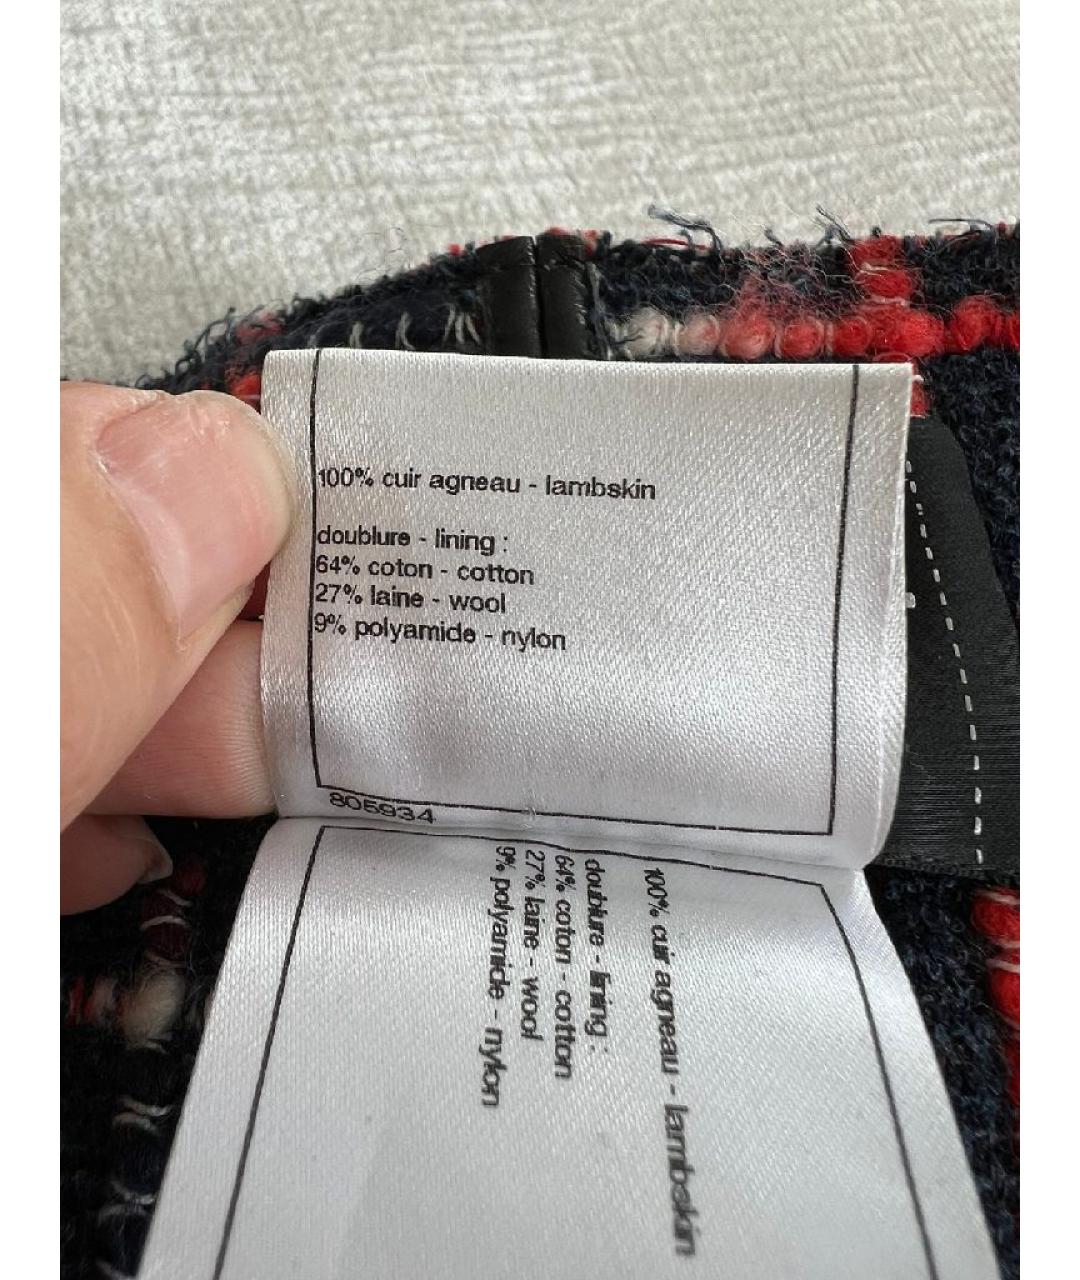 100% cuir agneau - lambskin
doublure - lining :
64% coton - cotton
27% laine - wool
9% polyamide - nylon
805934
100% cuir agneau - lambskin
doublure - lining :
64% coton - cotton
27% laine - wool
9% polyamide - nylon